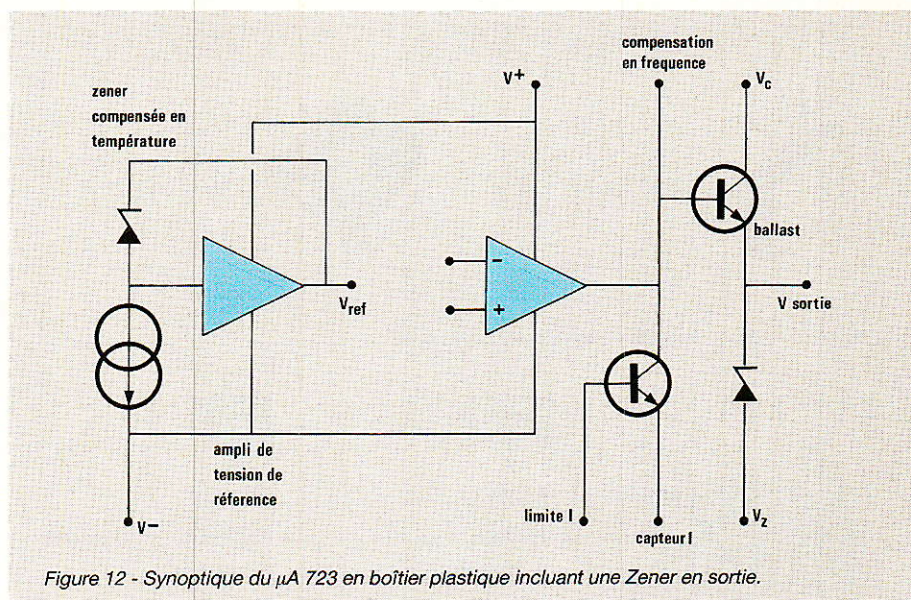 compensation
en frequence
V+
Vc
zener
compensée en
température
ballast
−
+
Vref
V sortie
ampli de
tension de
réference
limite I
capteur I
Vz
V−
Figure 12 - Synoptique du µA 723 en boîtier plastique incluant une Zener en sortie.